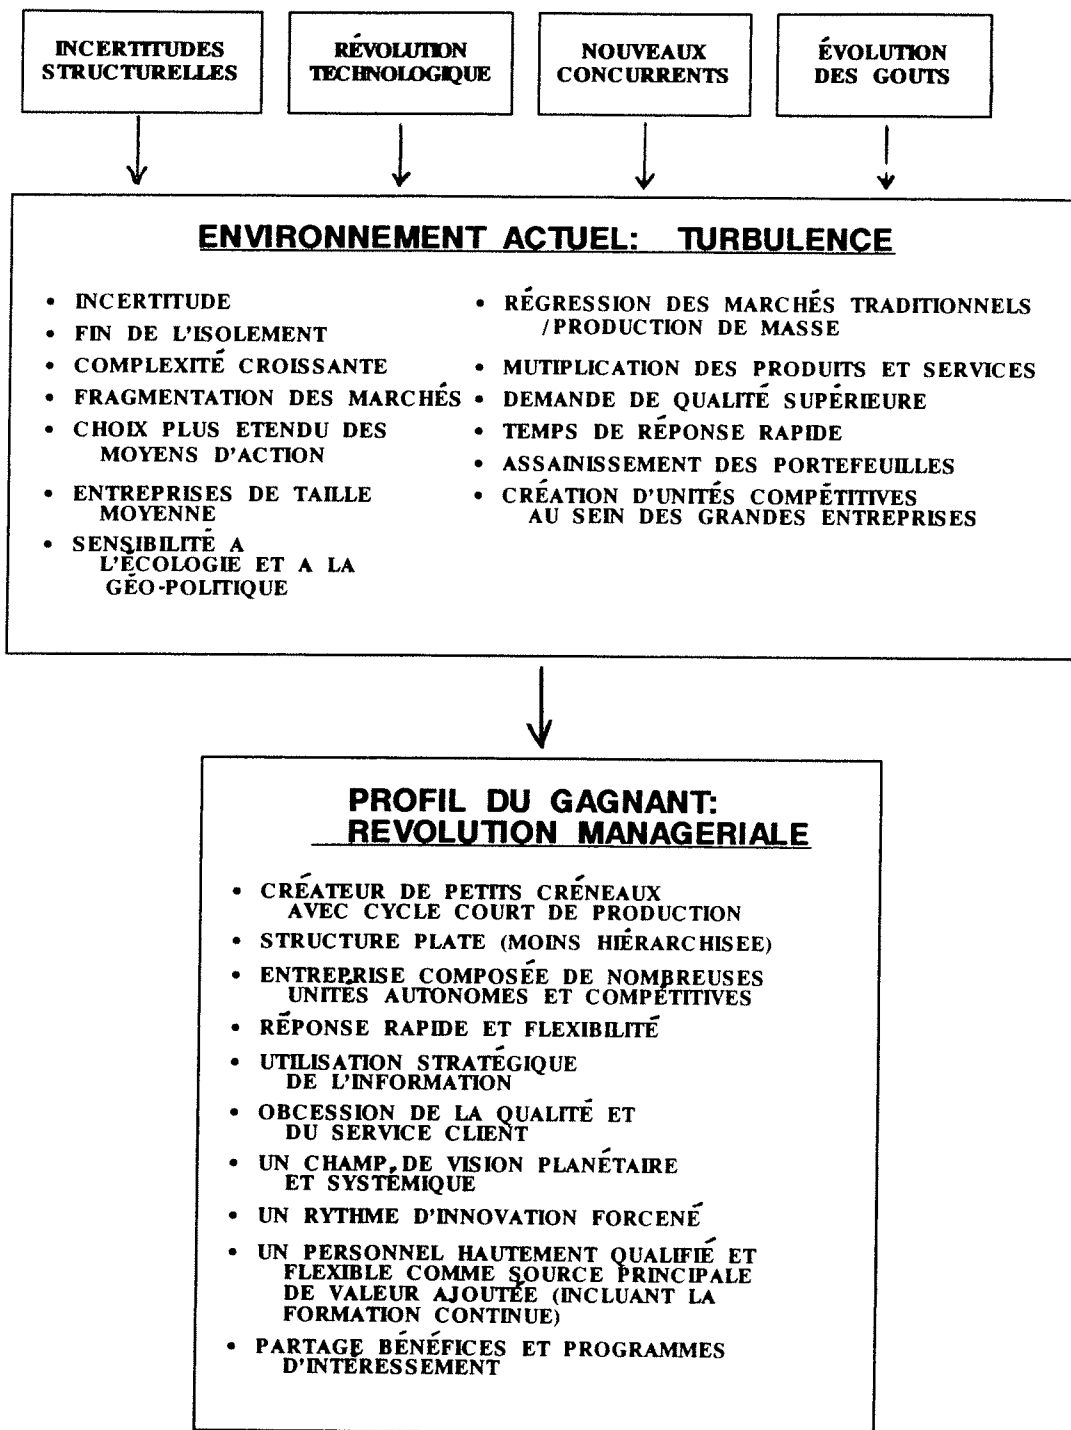 INCERTITUDES
STRUCTURELLES
RÉVOLUTION
TECHNOLOGIQUE
NOUVEAUX
CONCURRENTS
ÉVOLUTION
DES GOUTS
ENVIRONNEMENT ACTUEL: TURBULENCE
• INCERTITUDE
• FIN DE L'ISOLEMENT
• COMPLEXITÉ CROISSANTE
• FRAGMENTATION DES MARCHÉS
• CHOIX PLUS ETENDU DES
MOYENS D'ACTION
• ENTREPRISES DE TAILLE
MOYENNE
• SENSIBILITÉ A
L'ÉCOLOGIE ET A LA
GÉO-POLITIQUE
• RÉGRESSION DES MARCHÉS TRADITIONNELS
/PRODUCTION DE MASSE
• MUTIPLICATION DES PRODUITS ET SERVICES
• DEMANDE DE QUALITÉ SUPÉRIEURE
• TEMPS DE RÉPONSE RAPIDE
• ASSAINISSEMENT DES PORTEFEUILLES
• CRÉATION D'UNITÉS COMPÉTITIVES
AU SEIN DES GRANDES ENTREPRISES
PROFIL DU GAGNANT:
REVOLUTION MANAGERIALE
• CRÉATEUR DE PETITS CRÉNEAUX
AVEC CYCLE COURT DE PRODUCTION
• STRUCTURE PLATE (MOINS HIÉRARCHISEE)
• ENTREPRISE COMPOSÉE DE NOMBREUSES
UNITÉS AUTONOMES ET COMPÉTITIVES
• RÉPONSE RAPIDE ET FLEXIBILITÉ
• UTILISATION STRATÉGIQUE
DE L'INFORMATION
• OBCESSION DE LA QUALITÉ ET
DU SERVICE CLIENT
• UN CHAMP DE VISION PLANÉTAIRE
ET SYSTÉMIQUE
• UN RYTHME D'INNOVATION FORCENÉ
• UN PERSONNEL HAUTEMENT QUALIFIÉ ET
FLEXIBLE COMME SOURCE PRINCIPALE
DE VALEUR AJOUTÉE (INCLUANT LA
FORMATION CONTINUE)
• PARTAGE BÉNÉFICES ET PROGRAMMES
D'INTÉRESSEMENT